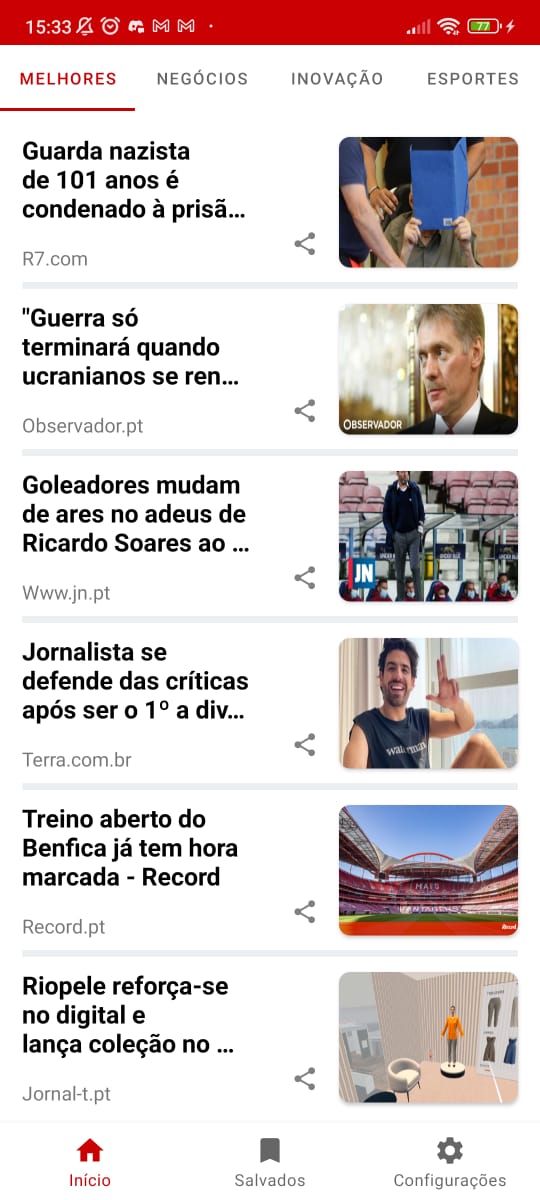 15:33
77
MELHORES NEGÓCIOS INOVAÇÃO ESPORTES
Guarda nazista
de 101 anos é
condenado à prisã...
R7.com
"Guerra só
terminará quando
ucranianos se ren...
Observador.pt
OBSERVADOR
Goleadores mudam
de ares no adeus de
Ricardo Soares ao ...
Www.jn.pt
JN
Jornalista se
defende das críticas
após ser o 1º a div...
Terra.com.br
Treino aberto do
Benfica já tem hora
marcada - Record
Record.pt
MAIS
Record
Riopele reforça-se
no digital e
lança coleção no ...
Jornal-t.pt
Início Salvados Configurações